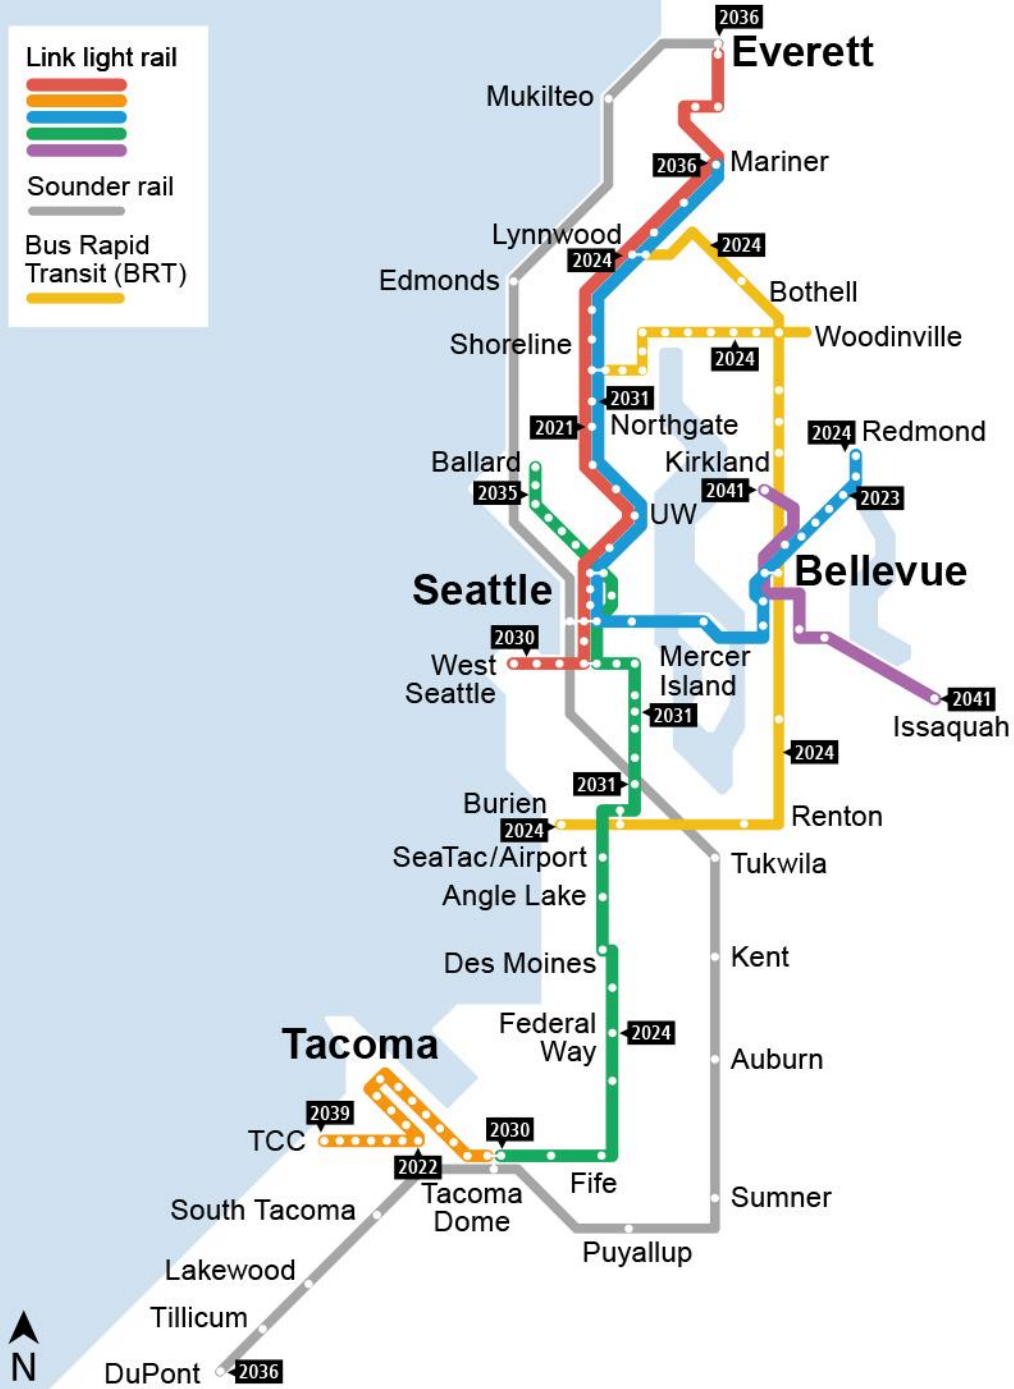 Link light rail
Sounder rail
Bus Rapid
Transit (BRT)
2036
Everett
Mukilteo
2036
Mariner
Lynnwood
2024
2024
Edmonds
Bothell
Shoreline
Woodinville
2024
2031
2021
Northgate
2024
Redmond
Ballard
Kirkland
2035
2041
2023
UW
Seattle
Bellevue
2030
West
Seattle
Mercer
Island
2041
Issaquah
2031
2024
2031
Burien
2024
Renton
SeaTac/Airport
Tukwila
Angle Lake
Des Moines
Kent
Federal
Way
2024
Tacoma
Auburn
2039
TCC
2030
2022
Tacoma
Dome
Fife
Sumner
South Tacoma
Puyallup
Lakewood
Tillicum
DuPont
2036
N